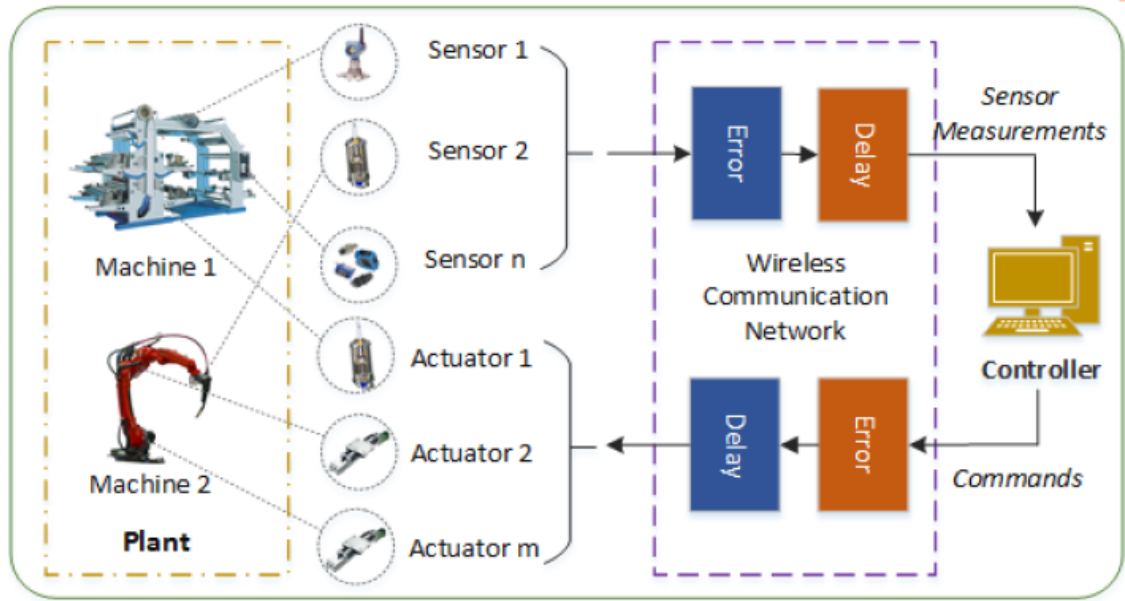 Sensor 1
Sensor 2
Sensor n
Actuator 1
Actuator 2
Actuator m
Machine 1
Machine 2
Plant
Error
Delay
Wireless
Communication
Network
Delay
Error
Sensor
Measurements
Controller
Commands